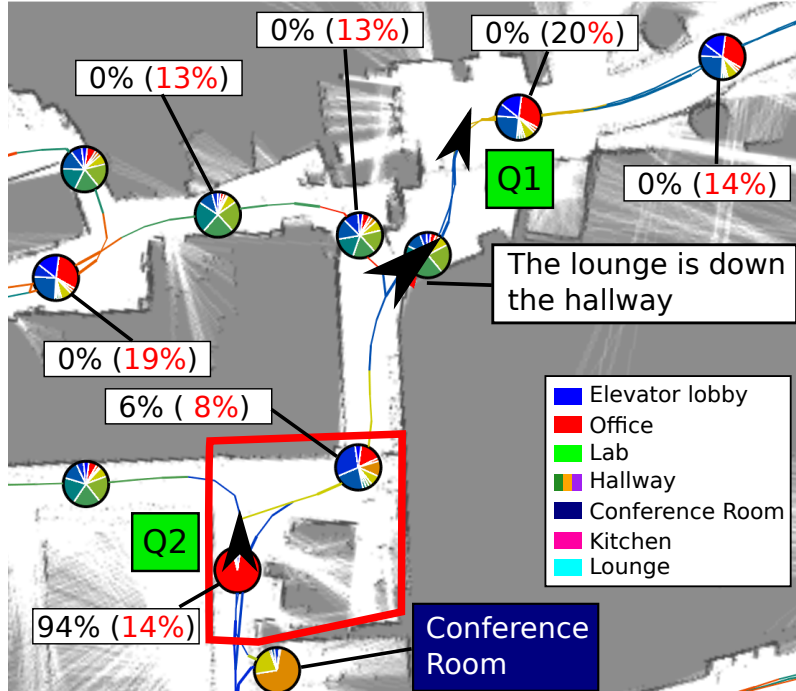 0% (13%)
0% (20%)
0% (13%)
Q1
0% (14%)
The lounge is down
the hallway
0% (19%)
6% ( 8%)
Elevator lobby
Office
Lab
Hallway
Conference Room
Kitchen
Lounge
Q2
94% (14%)
Conference
Room